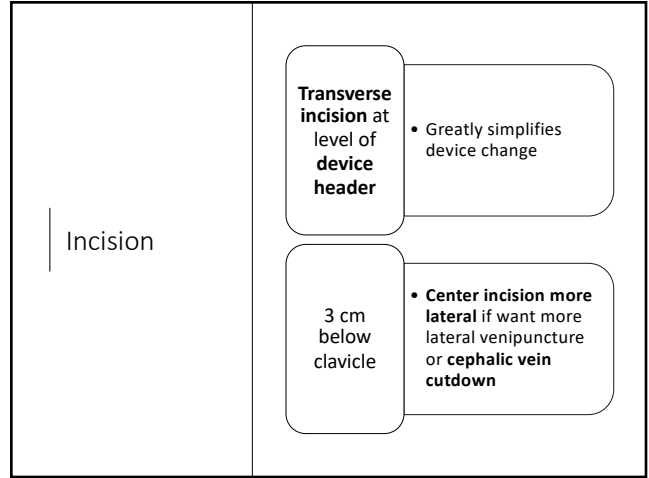 Incision
Transverse
incision at
level of
device
header
• Greatly simplifies
device change
3 cm
below
clavicle
• Center incision more
lateral if want more
lateral venipuncture
or cephalic vein
cutdown